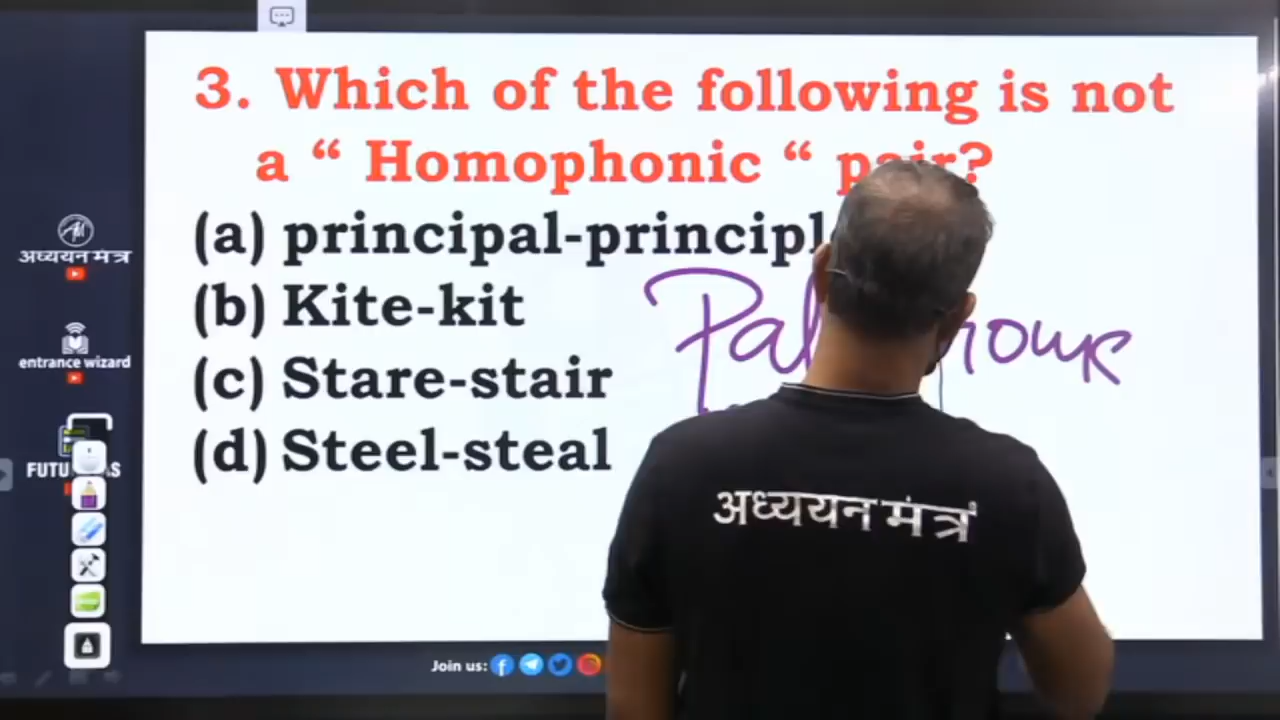 3. Which of the following is not
a “ Homophonic “ pair?
(a) principal-principl
(b) Kite-kit
(c) Stare-stair
(d) Steel-steal
अध्ययन मंत्र
entrance wizard
अध्ययन मंत्र
Join us: